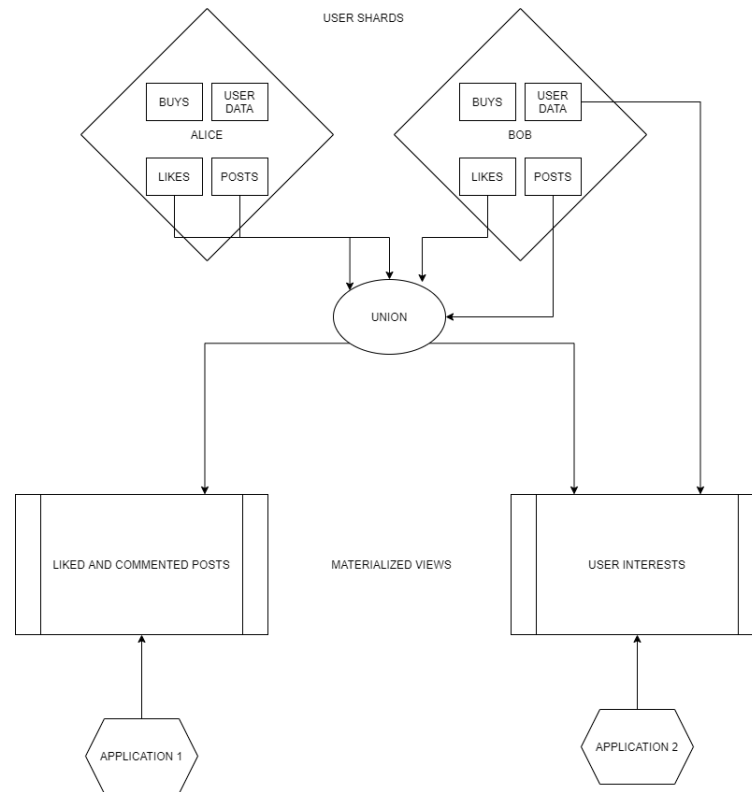 USER SHARDS
BUYS
USER
DATA
ALICE
LIKES
POSTS
BUYS
USER
DATA
BOB
LIKES
POSTS
UNION
LIKED AND COMMENTED POSTS
MATERIALIZED VIEWS
USER INTERESTS
APPLICATION 1
APPLICATION 2